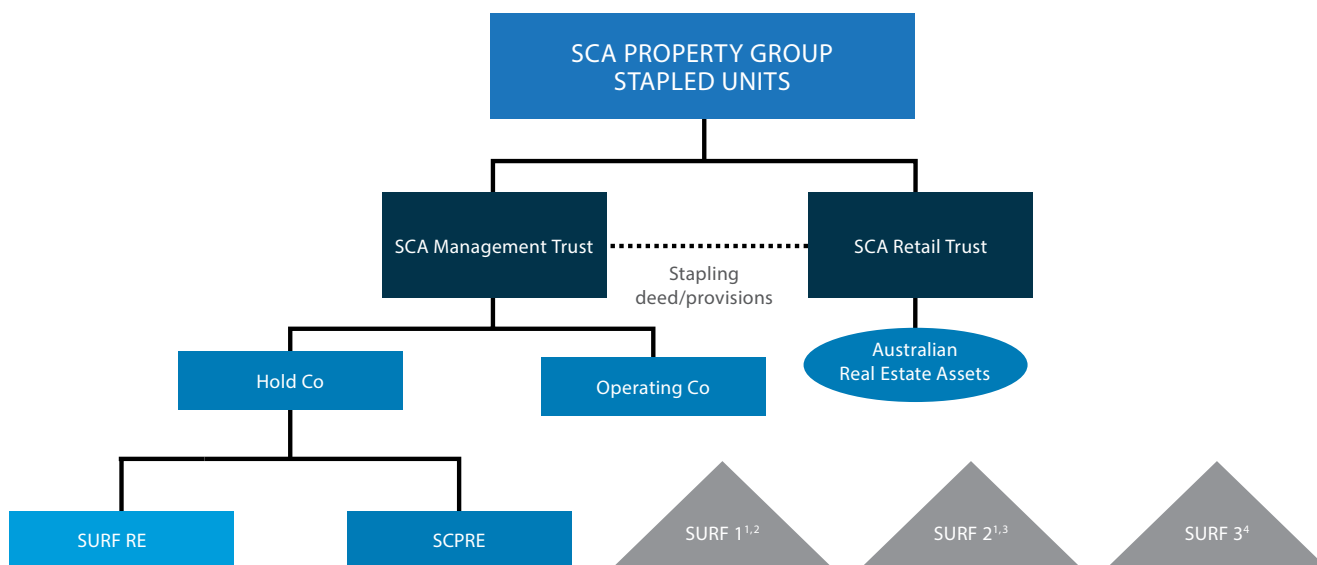 SCA PROPERTY GROUP
STAPLED UNITS
SCA Management Trust
SCA Retail Trust
Stapling
deed/provisions
Hold Co
Operating Co
Australian
Real Estate Assets
SURF RE
SCPRE
SURF 1¹,²
SURF 2¹,³
SURF 3⁴